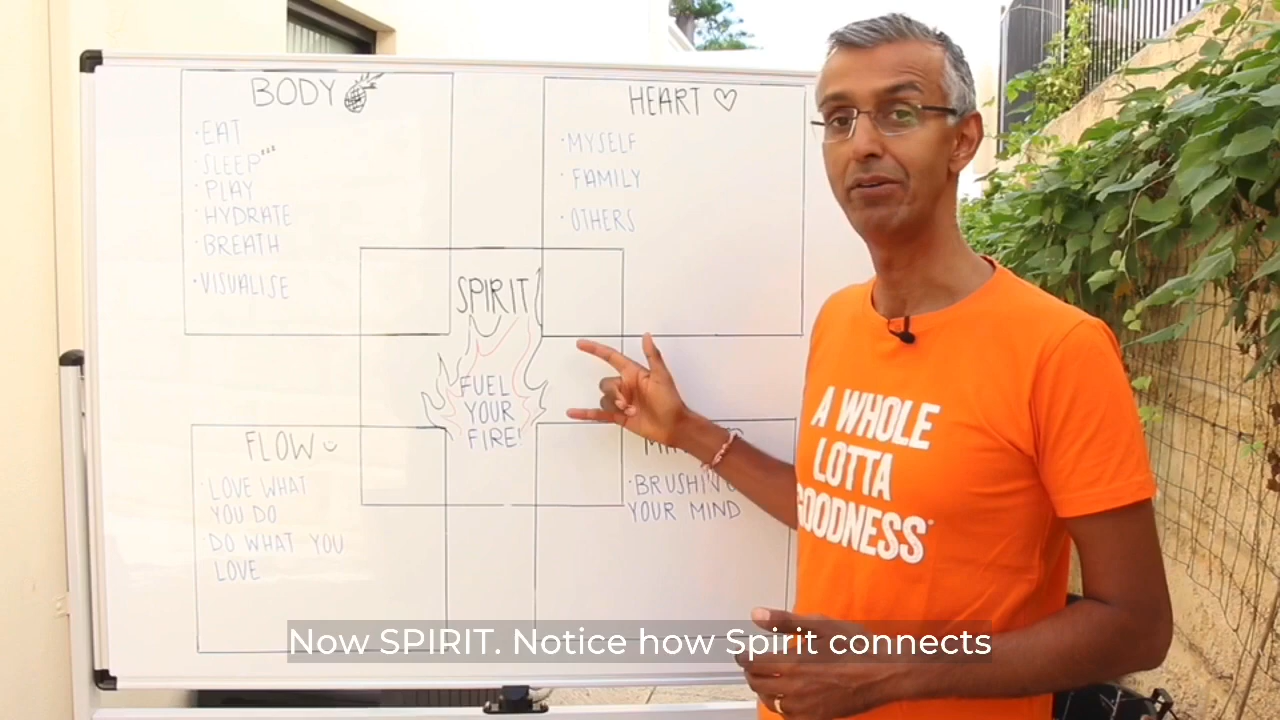 BODY
·EAT
·SLEEP zzz
·PLAY
·HYDRATE
·BREATH
·VISUALISE
HEART
·MYSELF
·FAMILY
·OTHERS
SPIRIT
FUEL
YOUR
FIRE!
FLOW
·LOVE WHAT
YOU DO
·DO WHAT YOU
LOVE
YOUR MIND
A WHOLE
LOTTA
GOODNESS
Now SPIRIT. Notice how Spirit connects